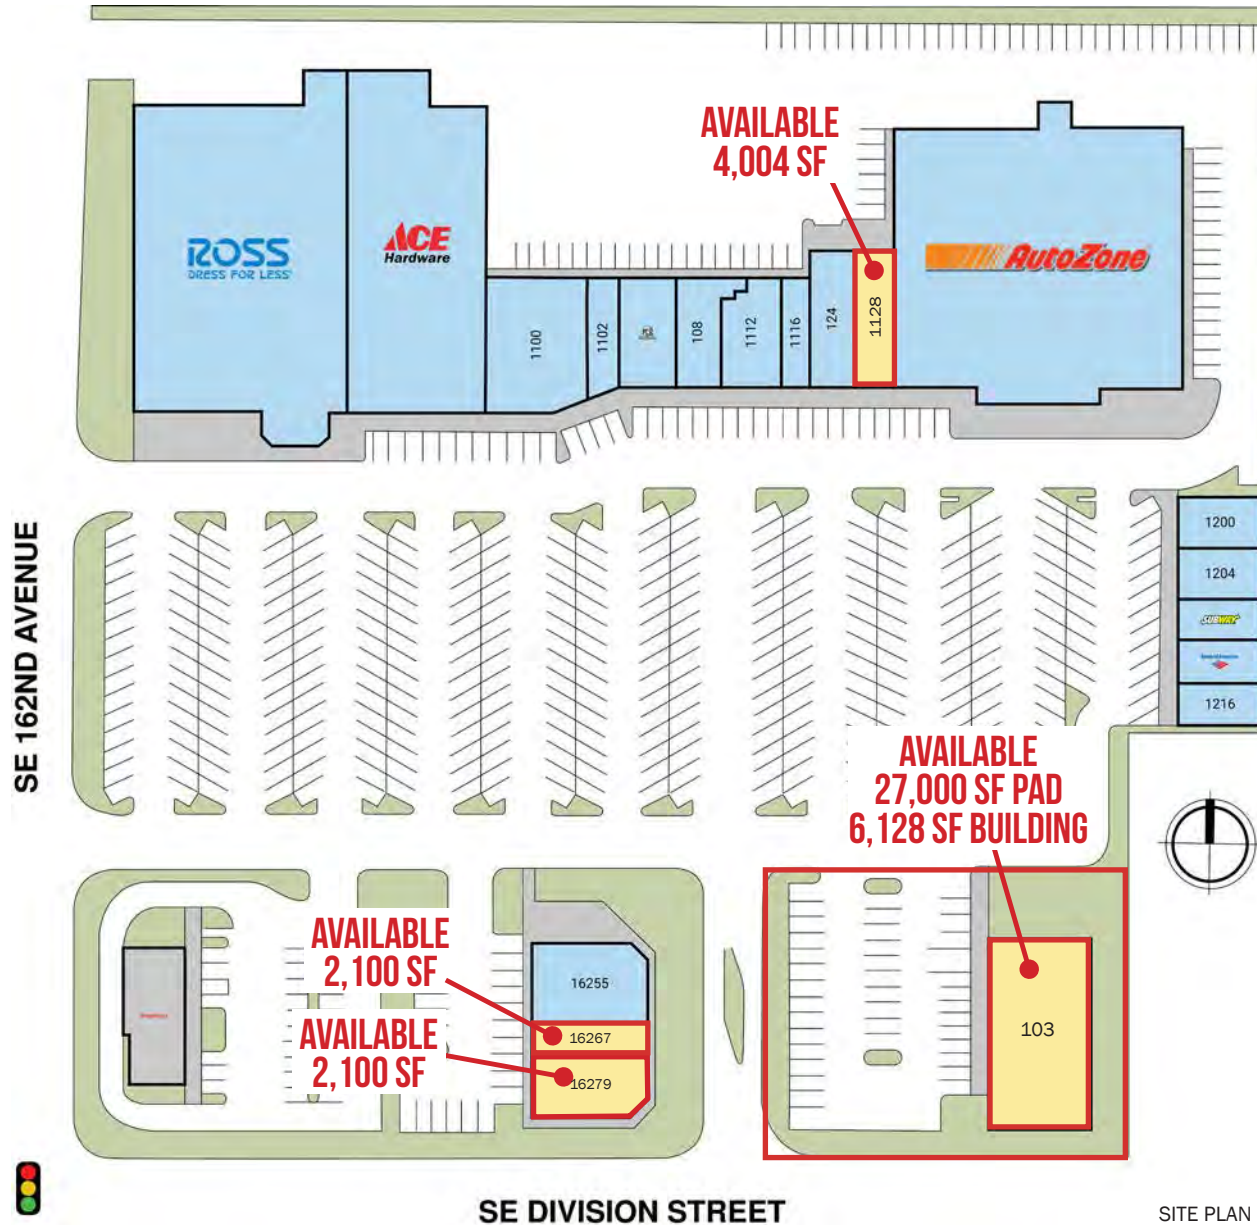 AVAILABLE
4,004 SF
ROSS
DRESS FOR LESS
ACE
Hardware
AutoZone
1100
1102
108
1112
1116
124
1128
SE 162ND AVENUE
1200
1204
SUBWAY
1216
AVAILABLE
27,000 SF PAD
6,128 SF BUILDING
AVAILABLE
2,100 SF
AVAILABLE
2,100 SF
16255
16267
16279
103
SE DIVISION STREET
SITE PLAN